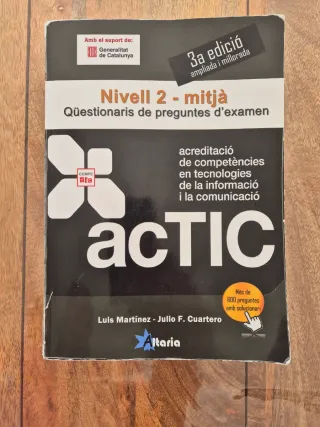 Amb el suport de:
Generalitat
de Catalunya
3a edició
ampliada i millorada
Nivell 2 - mitjà
Qüestionaris de preguntes d'examen
acreditació
de competències
en tecnologies
de la informació
i la comunicació
acTIC
Més de
800 preguntes
amb solucions!
Luis Martínez - Julio F. Cuartero
Altaria